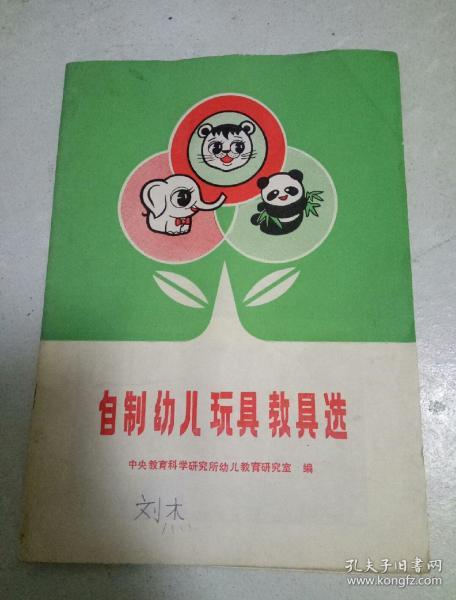 自制幼儿玩具教具选
中央教育科学研究所幼儿教育研究室 编
刘杰
孔夫子旧书网
www.kongfz.com